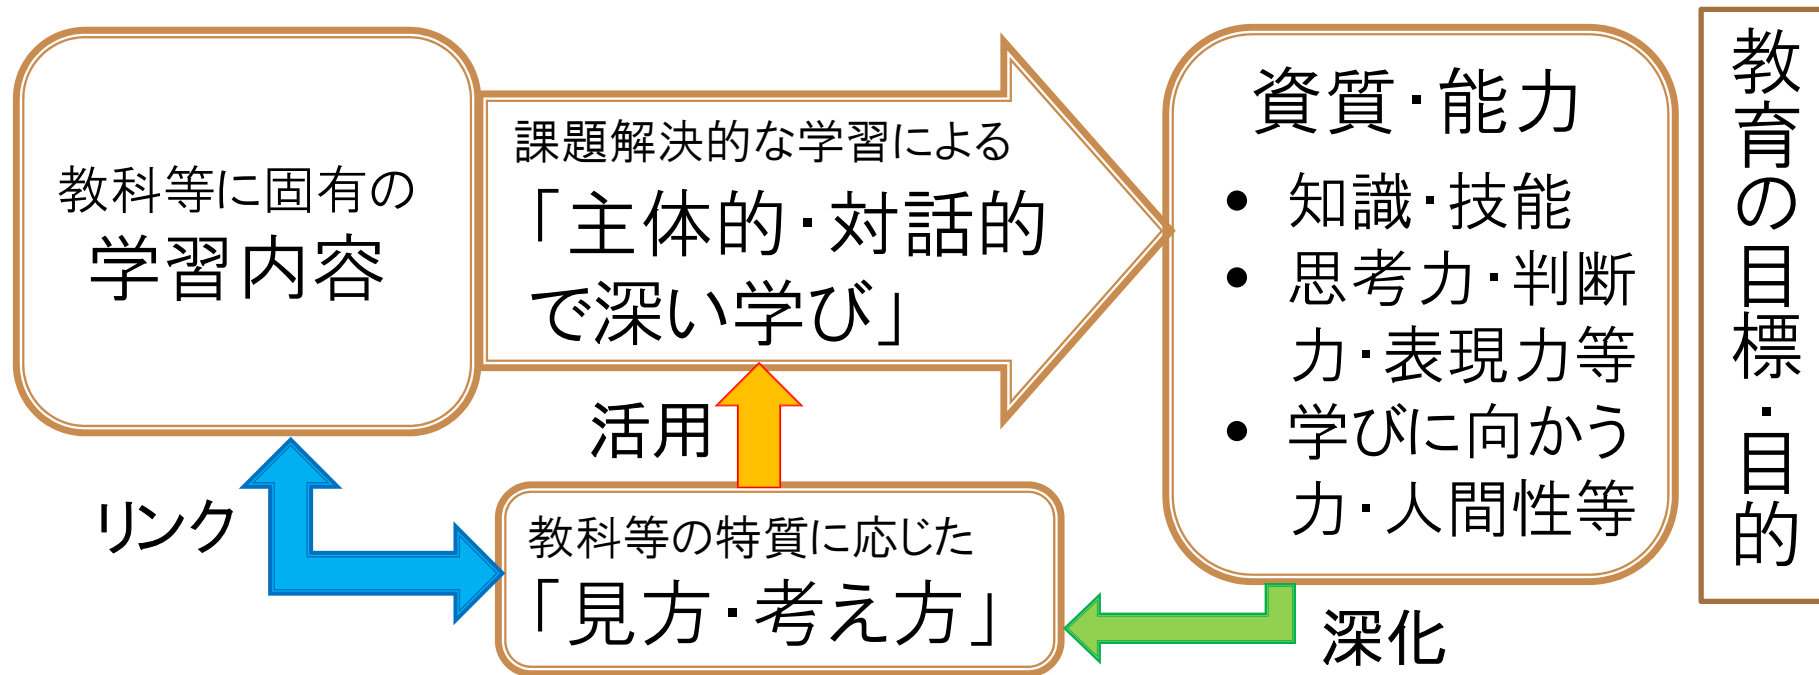 教科等に固有の
学習内容
課題解決的な学習による
「主体的・対話的
で深い学び」
資質・能力
• 知識・技能
• 思考力・判断
力・表現力等
• 学びに向かう
力・人間性等
教育の目標・目的
活用
リンク
教科等の特質に応じた
「見方・考え方」
深化